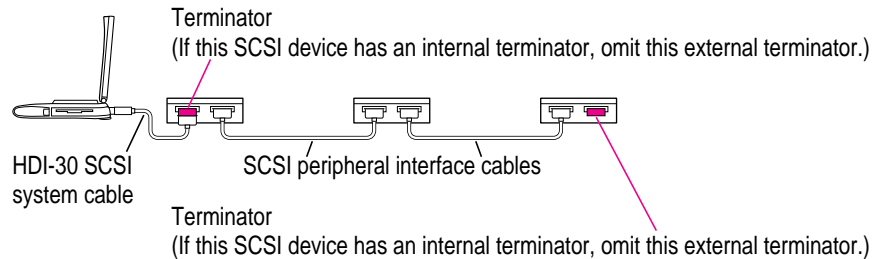 Terminator
(If this SCSI device has an internal terminator, omit this external terminator.)
HDI-30 SCSI
system cable
SCSI peripheral interface cables
Terminator
(If this SCSI device has an internal terminator, omit this external terminator.)